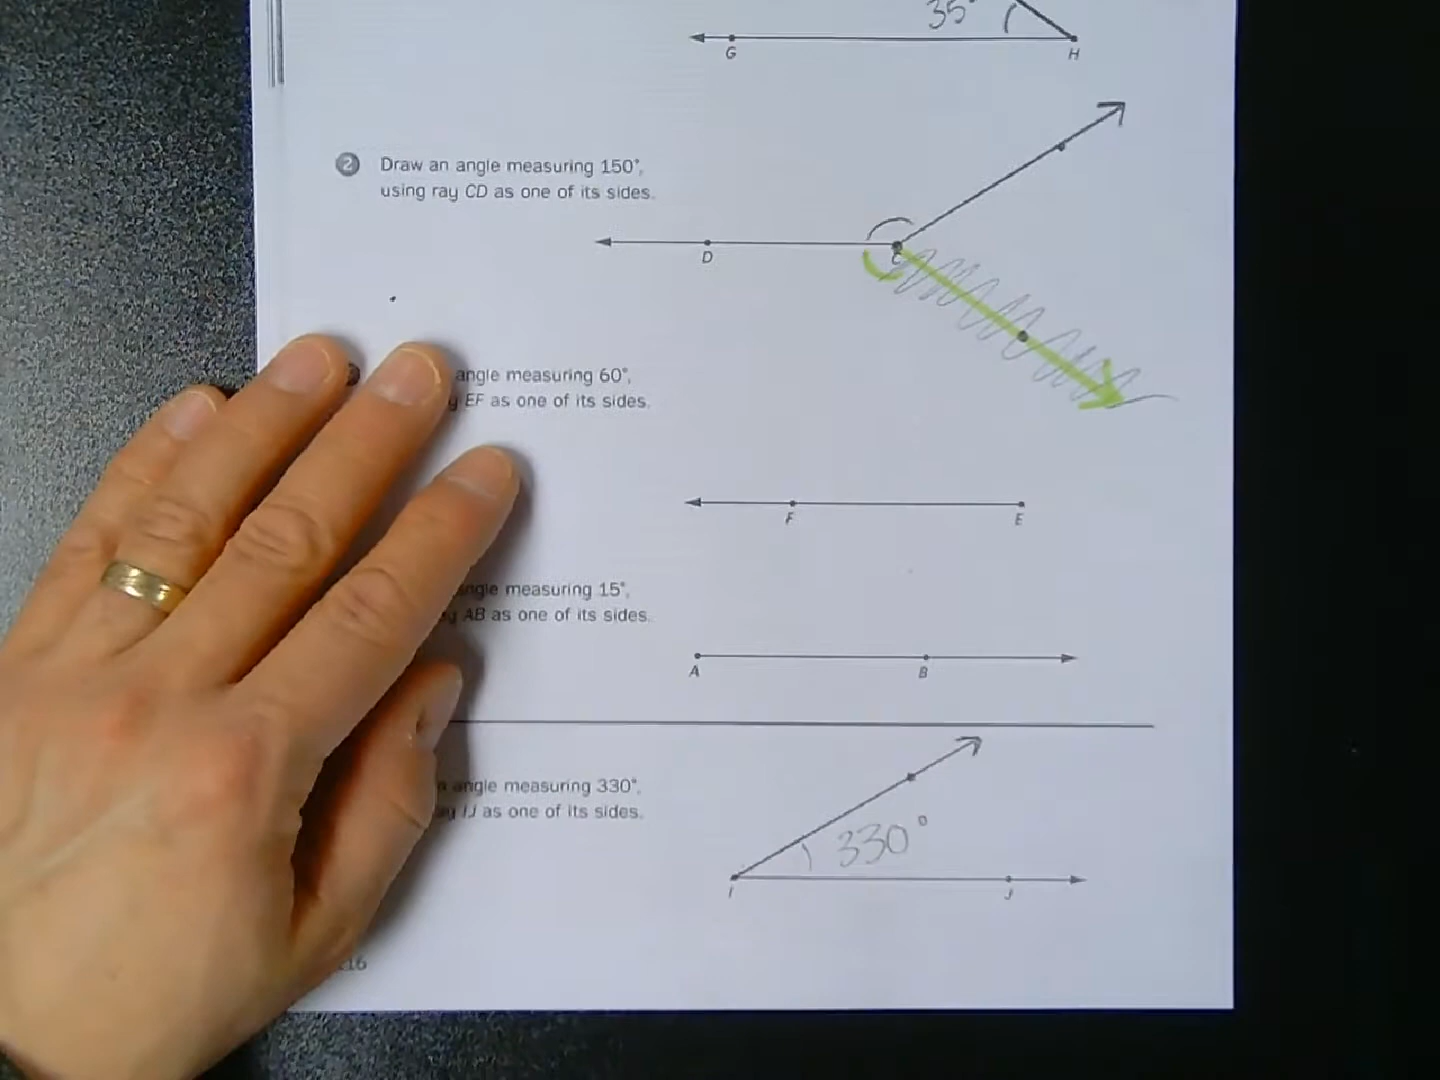 35°
G H
2 Draw an angle measuring 150°,
using ray CD as one of its sides.
D C
angle measuring 60°,
EF as one of its sides.
F E
angle measuring 15°,
AB as one of its sides.
A B
angle measuring 330°,
IJ as one of its sides.
330°
I J
16